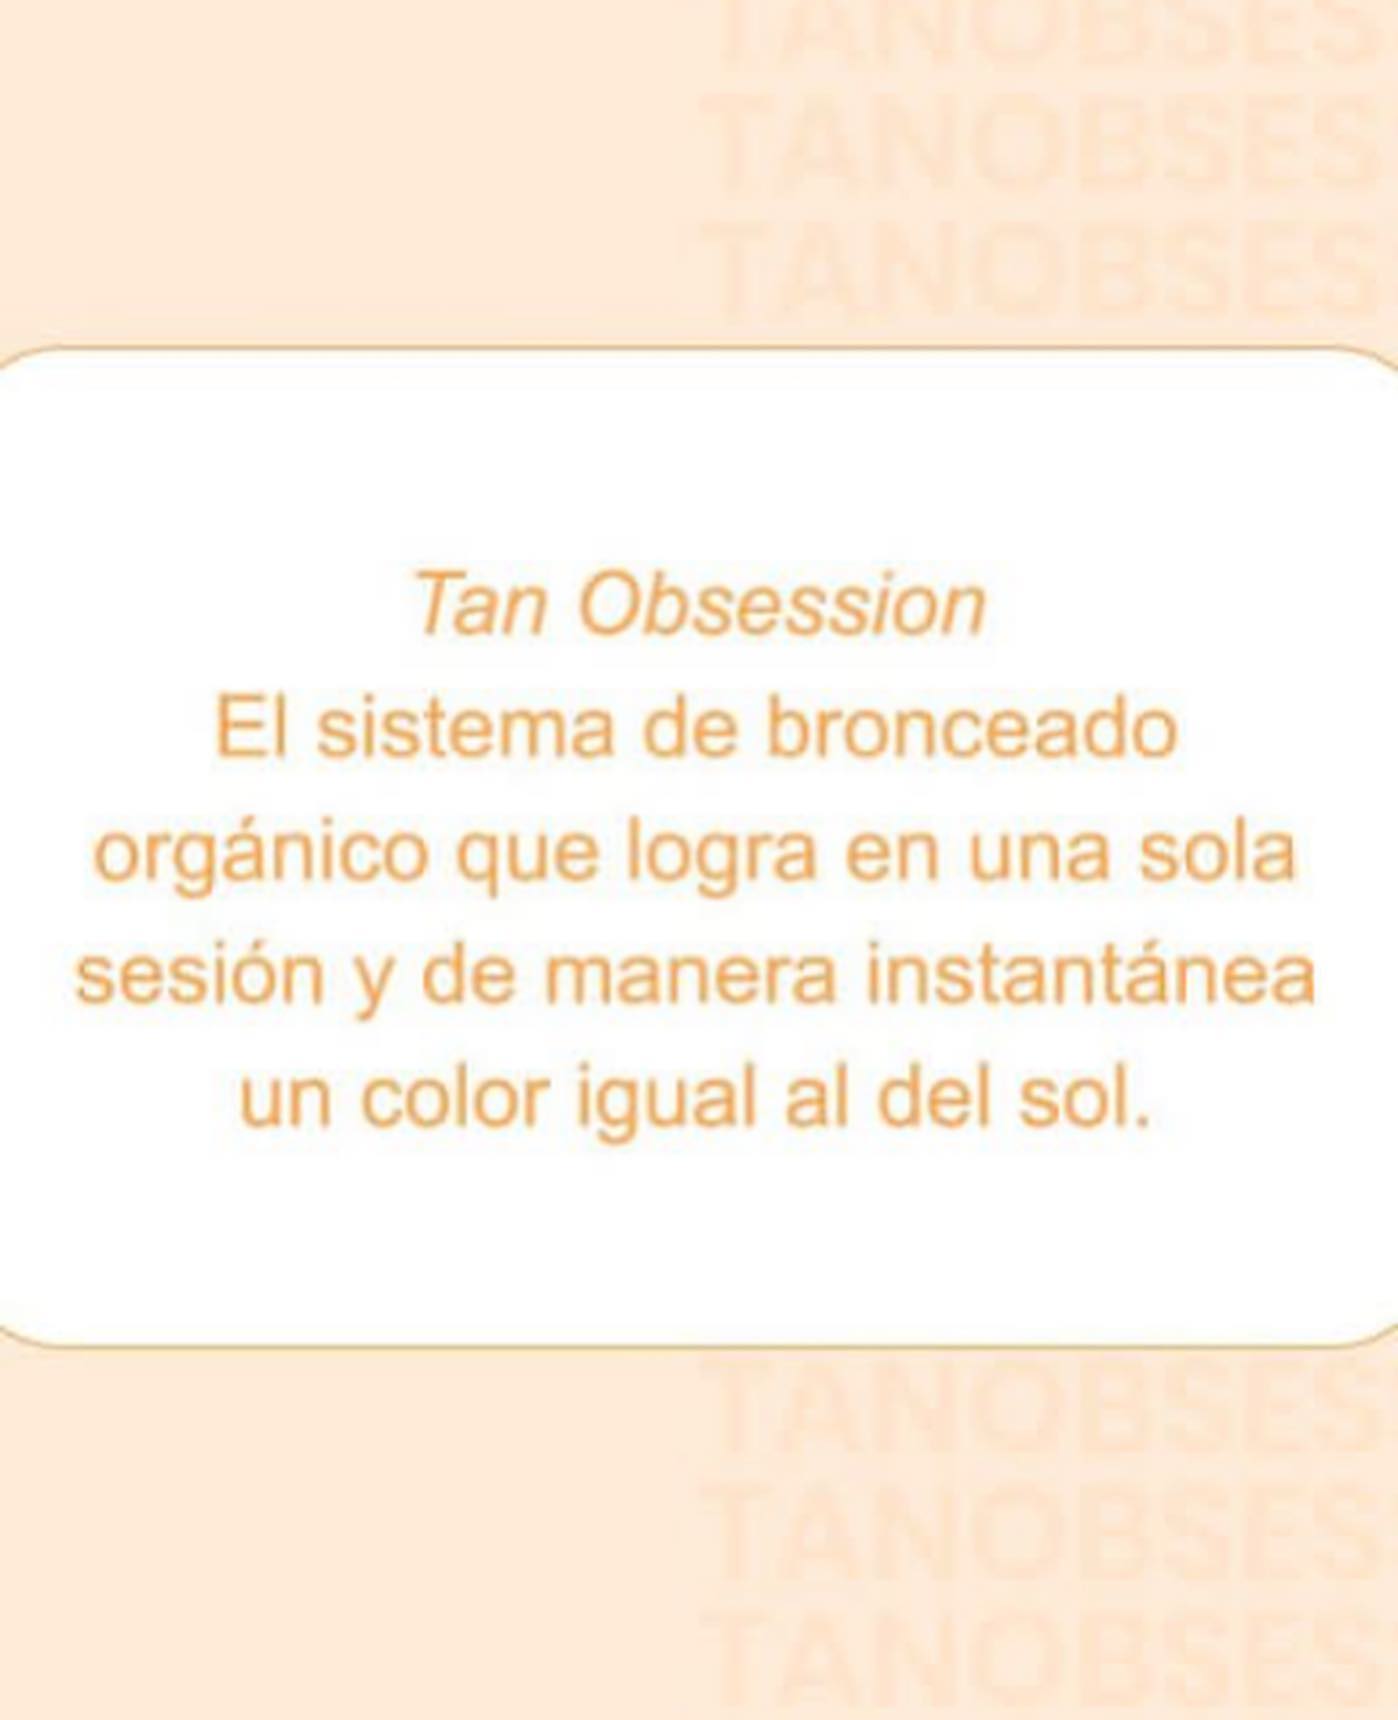 TANOBSES
TANOBSES
TANOBSES
Tan Obsession
El sistema de bronceado
orgánico que logra en una sola
sesión y de manera instantánea
un color igual al del sol.
TANOBSES
TANOBSES
TANOBSES